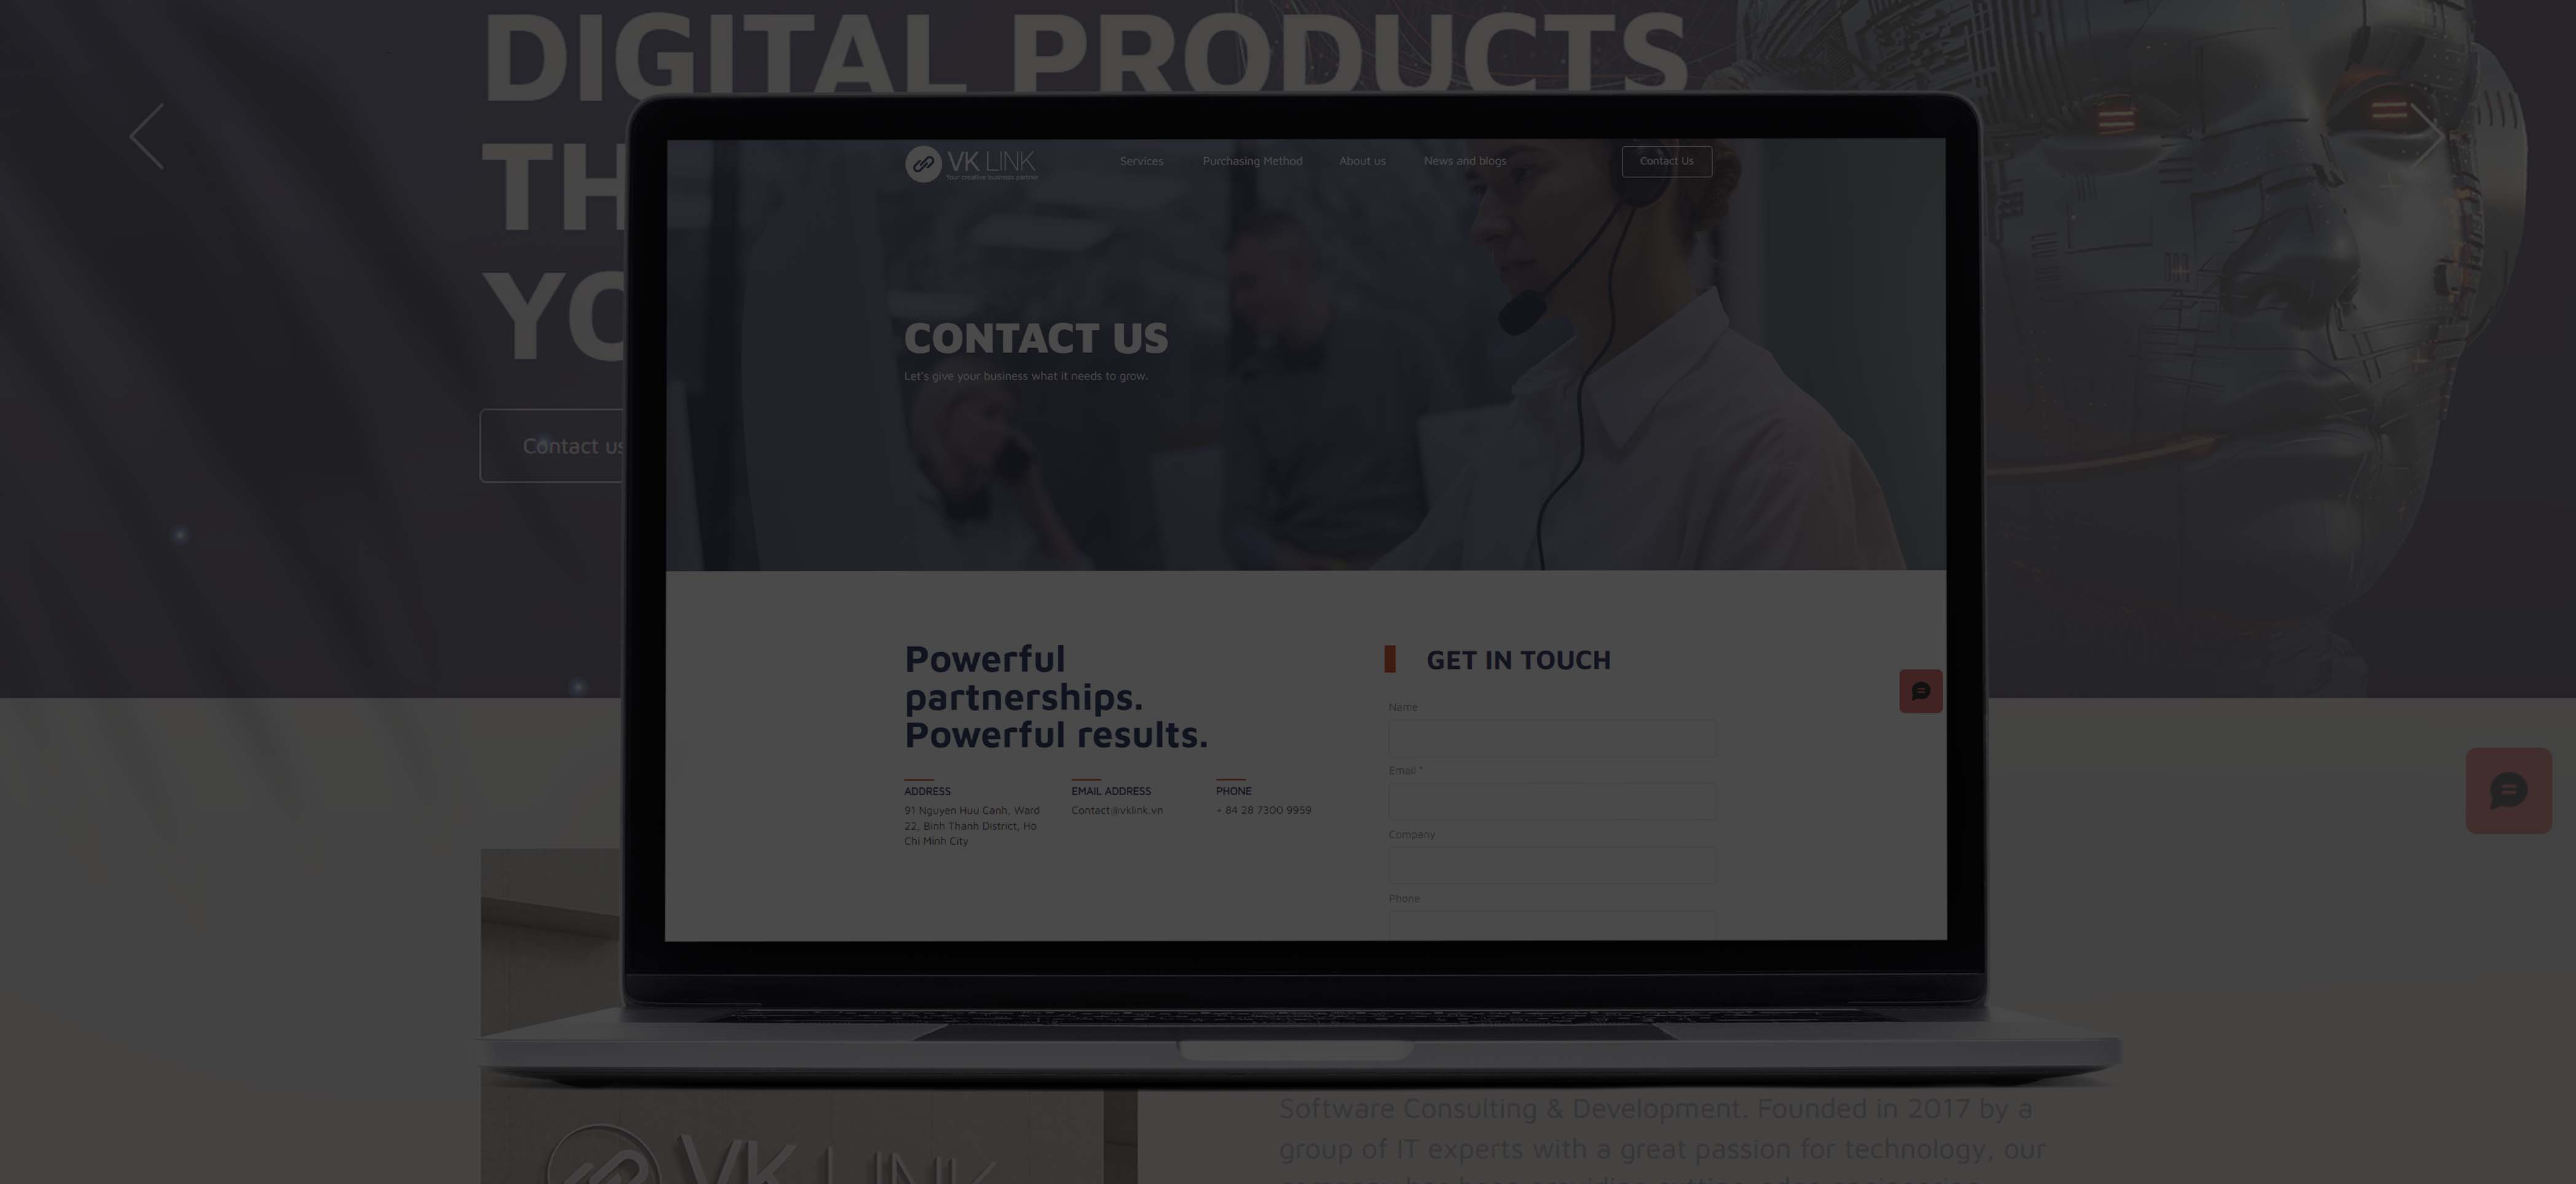 DIGITAL PRODUCTS
TH
YO
Contact us
VK LINK
Your creative business partner
Services
Purchasing Method
About us
News and blogs
Contact Us
CONTACT US
Let's give your business what it needs to grow.
Powerful
partnerships.
Powerful results.
ADDRESS
91 Nguyen Huu Canh, Ward
22, Binh Thanh District, Ho
Chi Minh City
EMAIL ADDRESS
Contact@vklink.vn
PHONE
+ 84 28 7300 9959
GET IN TOUCH
Name
Email *
Company
Phone
VK LINK
Software Consulting & Development. Founded in 2017 by a
group of IT experts with a great passion for technology, our